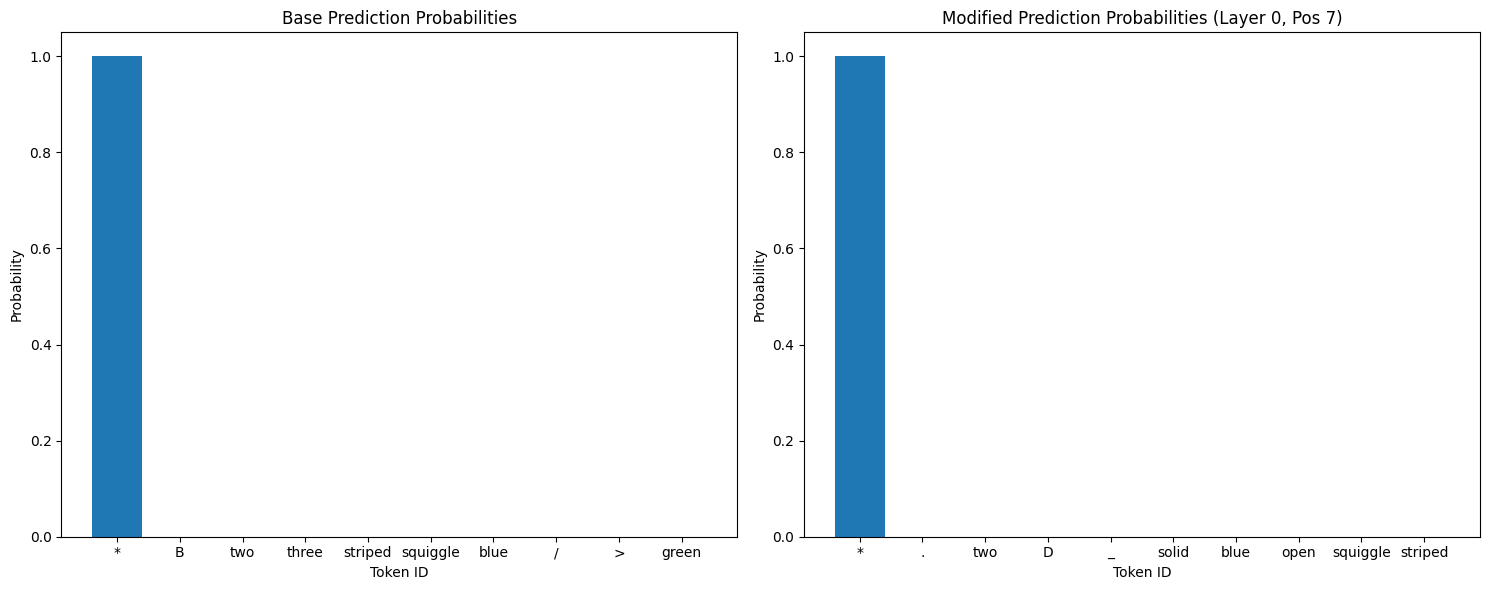 Base Prediction Probabilities
Probability
1.0
0.8
0.6
0.4
0.2
0.0
* B two three striped squiggle blue / > green
Token ID
Modified Prediction Probabilities (Layer 0, Pos 7)
Probability
1.0
0.8
0.6
0.4
0.2
0.0
* . two D _ solid blue open squiggle striped
Token ID